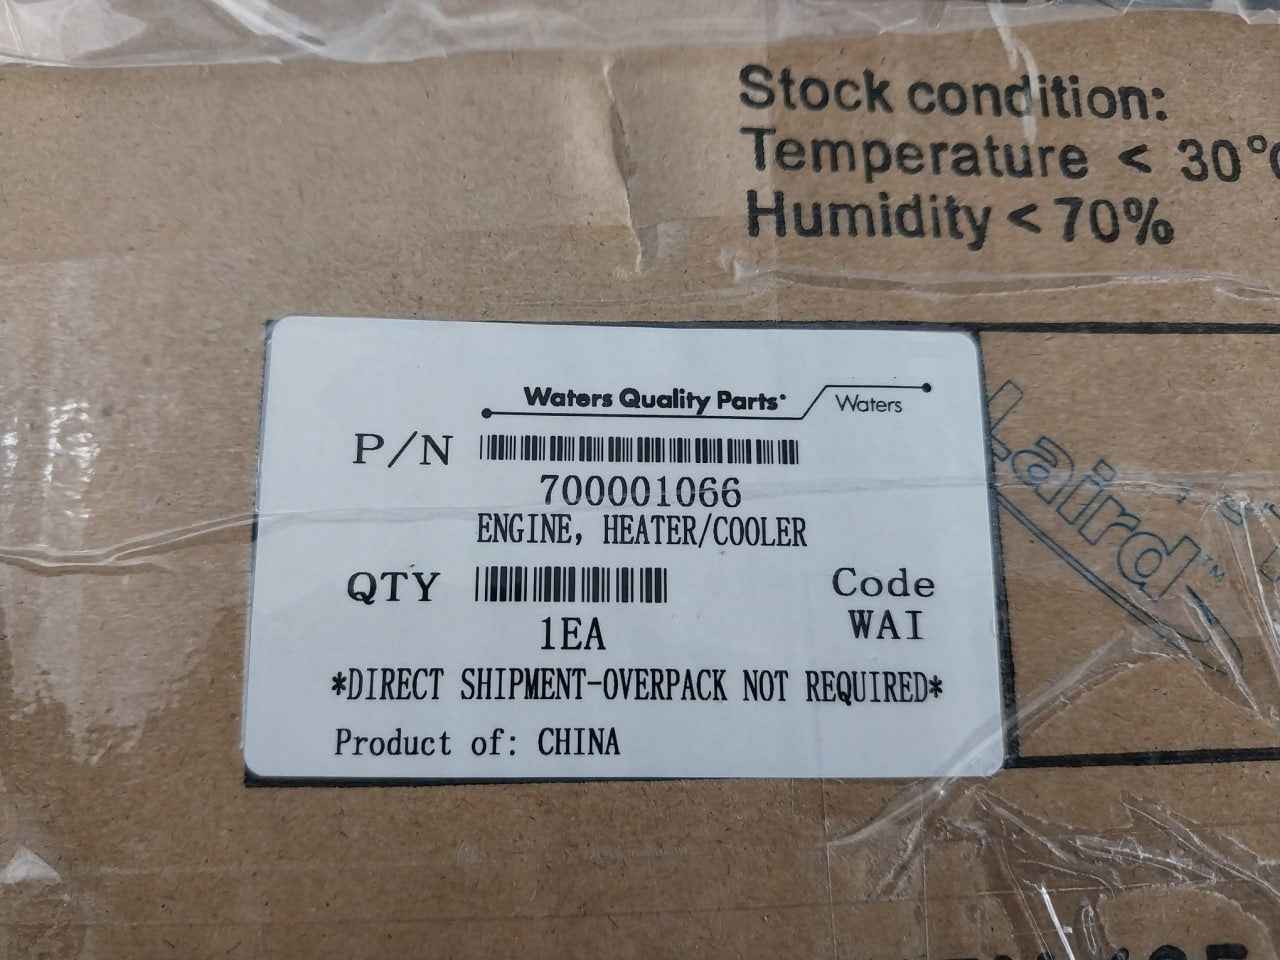 Stock condition:
Temperature < 30°C
Humidity < 70%
Waters Quality Parts
Waters
P/N
700001066
ENGINE, HEATER/COOLER
QTY
1EA
Code
WAI
*DIRECT SHIPMENT-OVERPACK NOT REQUIRED*
Product of: CHINA
Laird™